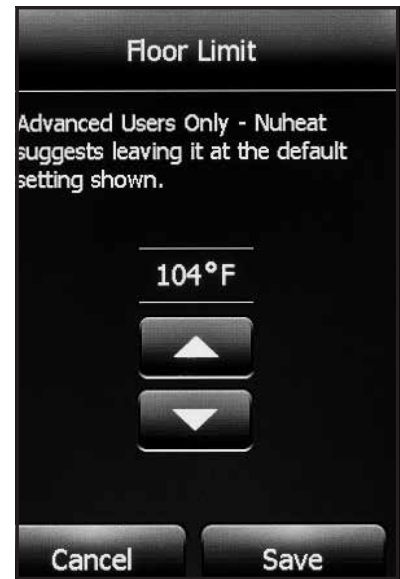 Floor Limit
Advanced Users Only - Nuheat
suggests leaving it at the default
setting shown.
104°F
Cancel
Save